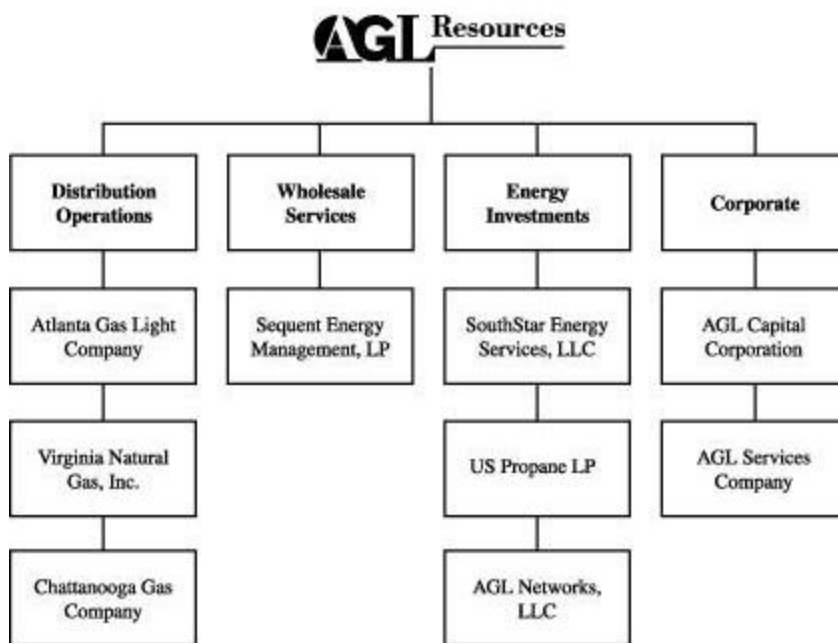 AGL Resources
Distribution
Operations
Wholesale
Services
Energy
Investments
Corporate
Atlanta Gas Light
Company
Sequent Energy
Management, LP
SouthStar Energy
Services, LLC
AGL Capital
Corporation
Virginia Natural
Gas, Inc.
US Propane LP
AGL Services
Company
Chattanooga Gas
Company
AGL Networks,
LLC